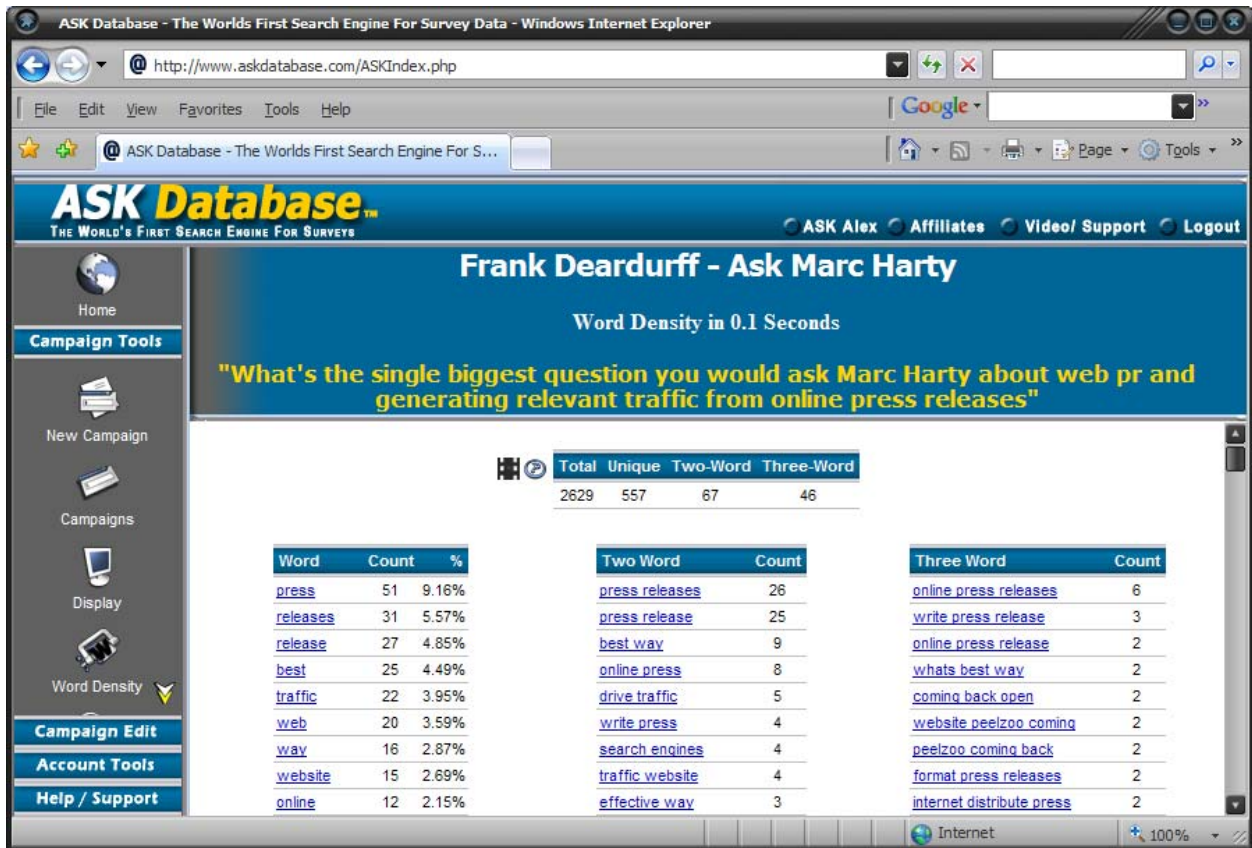 ASK Database - The Worlds First Search Engine For Survey Data - Windows Internet Explorer
http://www.askdatabase.com/ASKIndex.php
File Edit View Favorites Tools Help
Google
ASK Database - The Worlds First Search Engine For S...
Page Tools
ASK Database™
THE WORLD'S FIRST SEARCH ENGINE FOR SURVEYS
ASK Alex Affiliates Video/ Support Logout
Home
Campaign Tools
New Campaign
Campaigns
Display
Word Density
Campaign Edit
Account Tools
Help / Support
Frank Deardurff - Ask Marc Harty
Word Density in 0.1 Seconds
"What's the single biggest question you would ask Marc Harty about web pr and
generating relevant traffic from online press releases"
Total Unique Two-Word Three-Word
2629 557 67 46
Word Count %
press 51 9.16%
releases 31 5.57%
release 27 4.85%
best 25 4.49%
traffic 22 3.95%
web 20 3.59%
way 16 2.87%
website 15 2.69%
online 12 2.15%
Two Word Count
press releases 26
press release 25
best way 9
online press 8
drive traffic 5
write press 4
search engines 4
traffic website 4
effective way 3
Three Word Count
online press releases 6
write press release 3
online press release 2
whats best way 2
coming back open 2
website peelzoo coming 2
peelzoo coming back 2
format press releases 2
internet distribute press 2
Internet 100%